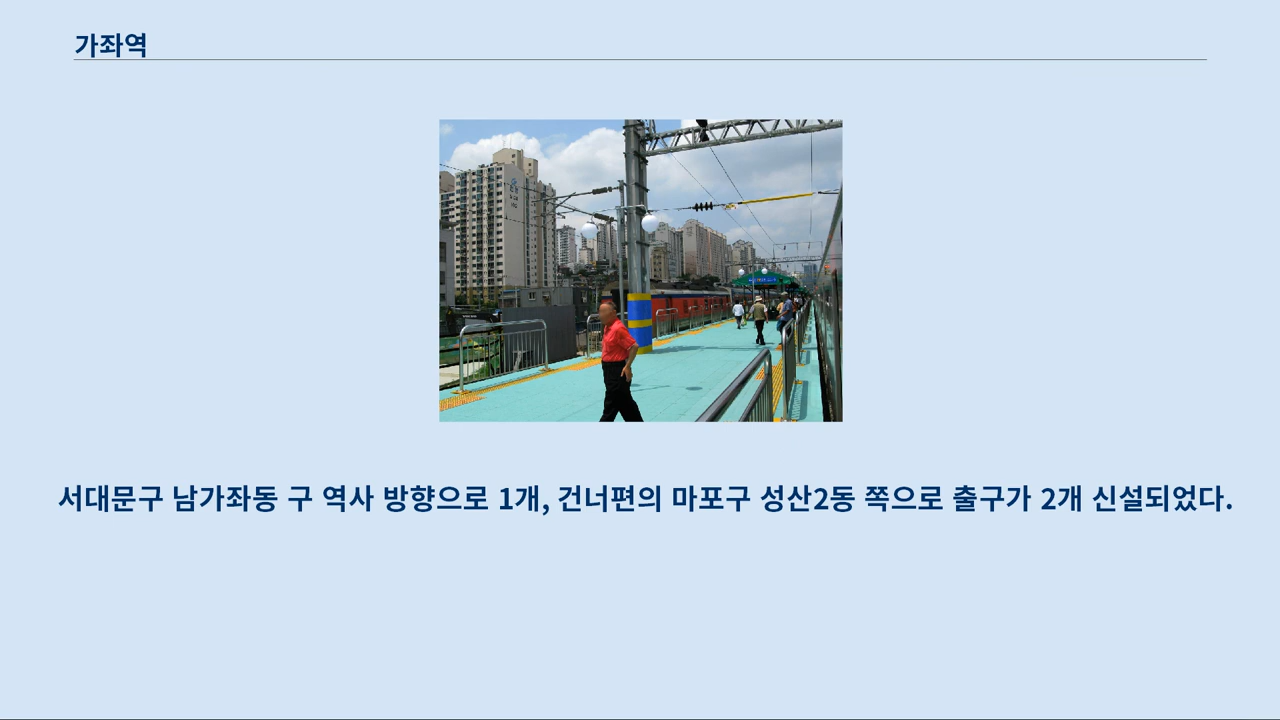 가좌역
서대문구 남가좌동 구 역사 방향으로 1개, 건너편의 마포구 성산2동 쪽으로 출구가 2개 신설되었다.